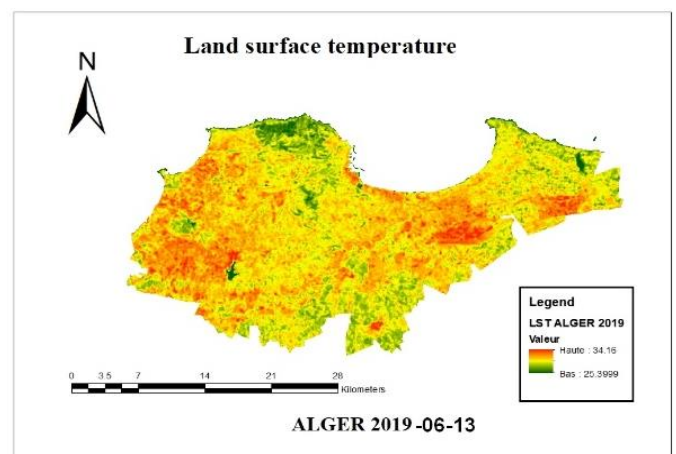 Land surface temperature
N
Legend
LST ALGER 2019
Valeur
Haute : 34.16
Bas : 25.3999
0 3.5 7 14 21 28
Kilometers
ALGER 2019-06-13